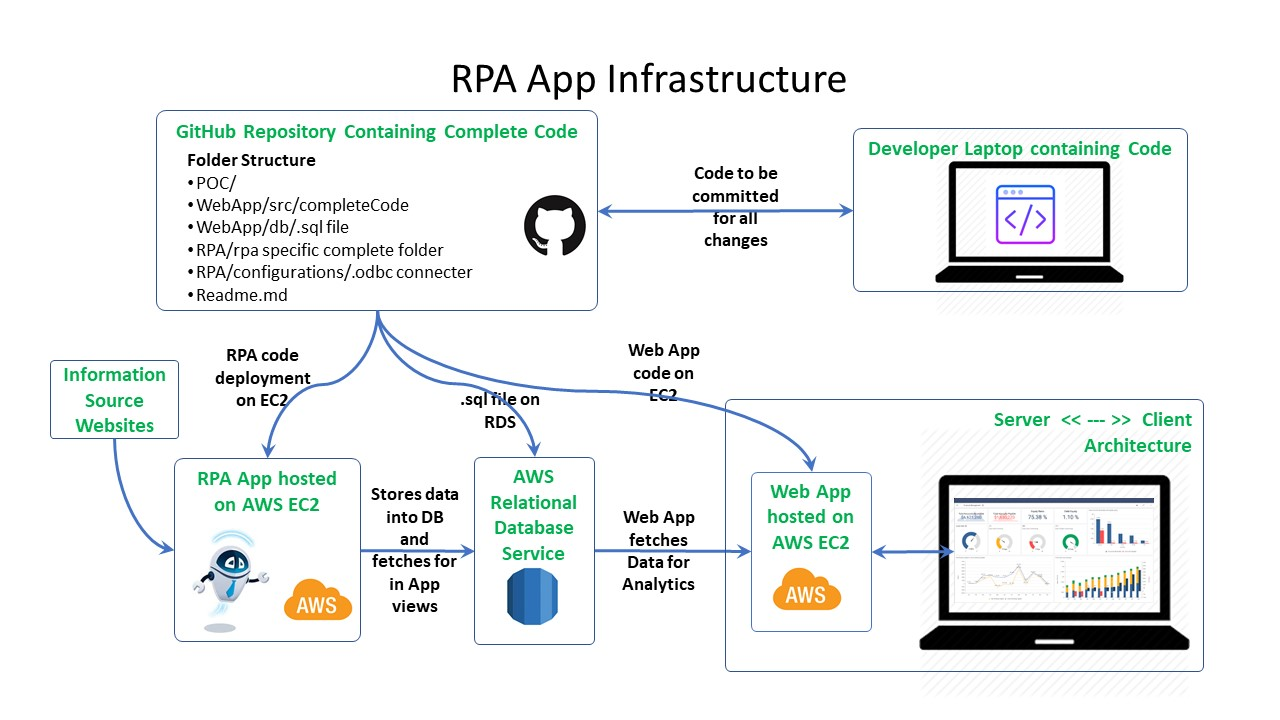 RPA App Infrastructure
GitHub Repository Containing Complete Code
Folder Structure
•POC/
•WebApp/src/completeCode
•WebApp/db/.sql file
•RPA/rpa specific complete folder
•RPA/configurations/.odbc connecter
•Readme.md
Code to be
committed
for all
changes
Developer Laptop containing Code
</>
RPA code
deployment
on EC2
.sql file on
RDS
Web App
code on
EC2
Information
Source
Websites
Server << --- >> Client
Architecture
RPA App hosted
on AWS EC2
AWS
Stores data
into DB
and
fetches for
in App
views
AWS
Relational
Database
Service
Web App
fetches
Data for
Analytics
Web App
hosted on
AWS EC2
AWS
75.38 %
1.10 %